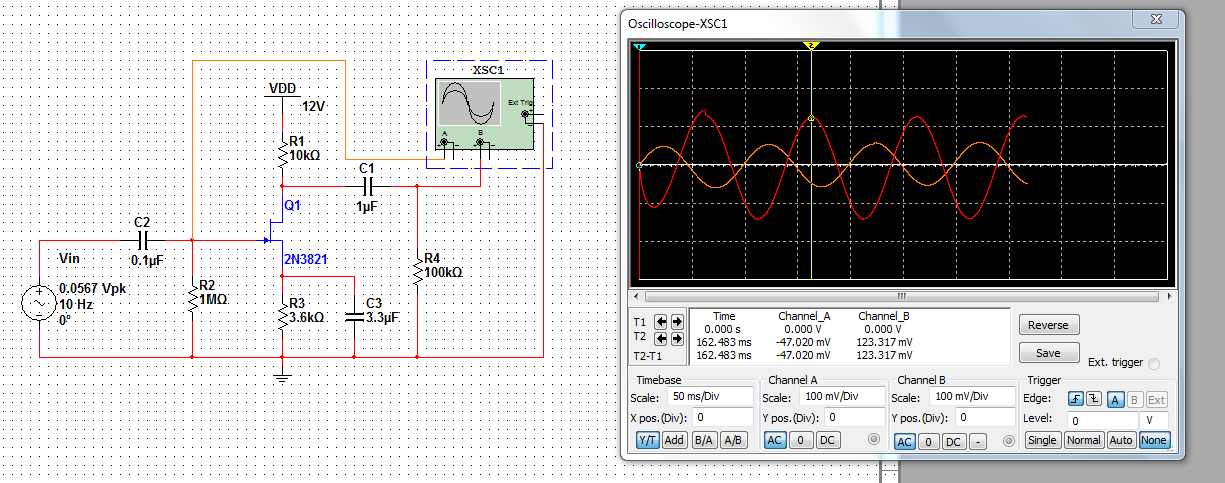 XSC1
Ext Trig
+
-
A
B
+ - + -
VDD
12V
R1
10kΩ
C1
1µF
Q1
2N3821
C2
0.1µF
Vin
0.0567 Vpk
10 Hz
0°
R2
1MΩ
R3
3.6kΩ
C3
3.3µF
R4
100kΩ
Oscilloscope-XSC1
1
2
T1
T2
T2-T1
Time Channel_A Channel_B
0.000 s 0.000 V 0.000 V
162.483 ms -47.020 mV 123.317 mV
162.483 ms -47.020 mV 123.317 mV
Reverse
Save
Ext. trigger
Timebase
Scale: 50 ms/Div
X pos.(Div): 0
Y/T Add B/A A/B
Channel A
Scale: 100 mV/Div
Y pos.(Div): 0
AC 0 DC
Channel B
Scale: 100 mV/Div
Y pos.(Div): 0
AC 0 DC -
Trigger
Edge: A B Ext
Level: 0 V
Single Normal Auto None